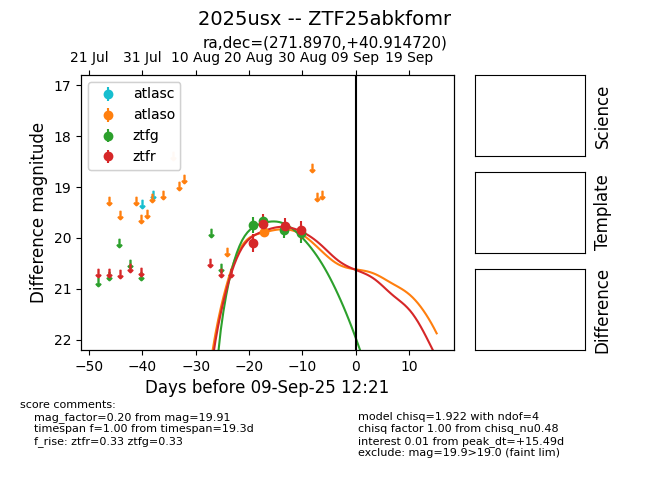 2025usx -- ZTF25abkfomr
ra,dec=(271.8970,+40.914720)
21 Jul 31 Jul 10 Aug 20 Aug 30 Aug 09 Sep 19 Sep
17
18
19
20
21
22
Difference magnitude
atlasc
atlaso
ztfg
ztfr
−50 −40 −30 −20 −10 0 10
Days before 09-Sep-25 12:21
Science
Template
Difference
score comments:
mag_factor=0.20 from mag=19.91
timespan f=1.00 from timespan=19.3d
f_rise: ztfr=0.33 ztfg=0.33
model chisq=1.922 with ndof=4
chisq factor 1.00 from chisq_nu0.48
interest 0.01 from peak_dt=+15.49d
exclude: mag=19.9>19.0 (faint lim)